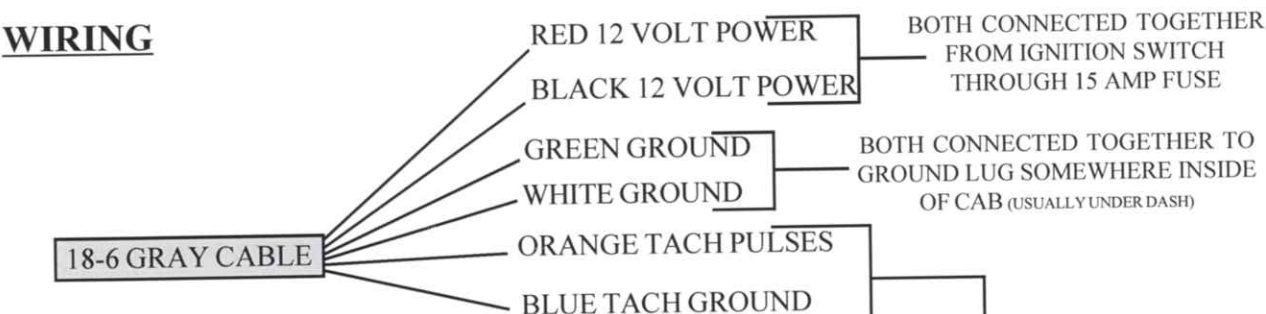 WIRING
RED 12 VOLT POWER
BLACK 12 VOLT POWER
BOTH CONNECTED TOGETHER
FROM IGNITION SWITCH
THROUGH 15 AMP FUSE
GREEN GROUND
WHITE GROUND
BOTH CONNECTED TOGETHER TO
GROUND LUG SOMEWHERE INSIDE
OF CAB (USUALLY UNDER DASH)
18-6 GRAY CABLE
ORANGE TACH PULSES
BLUE TACH GROUND